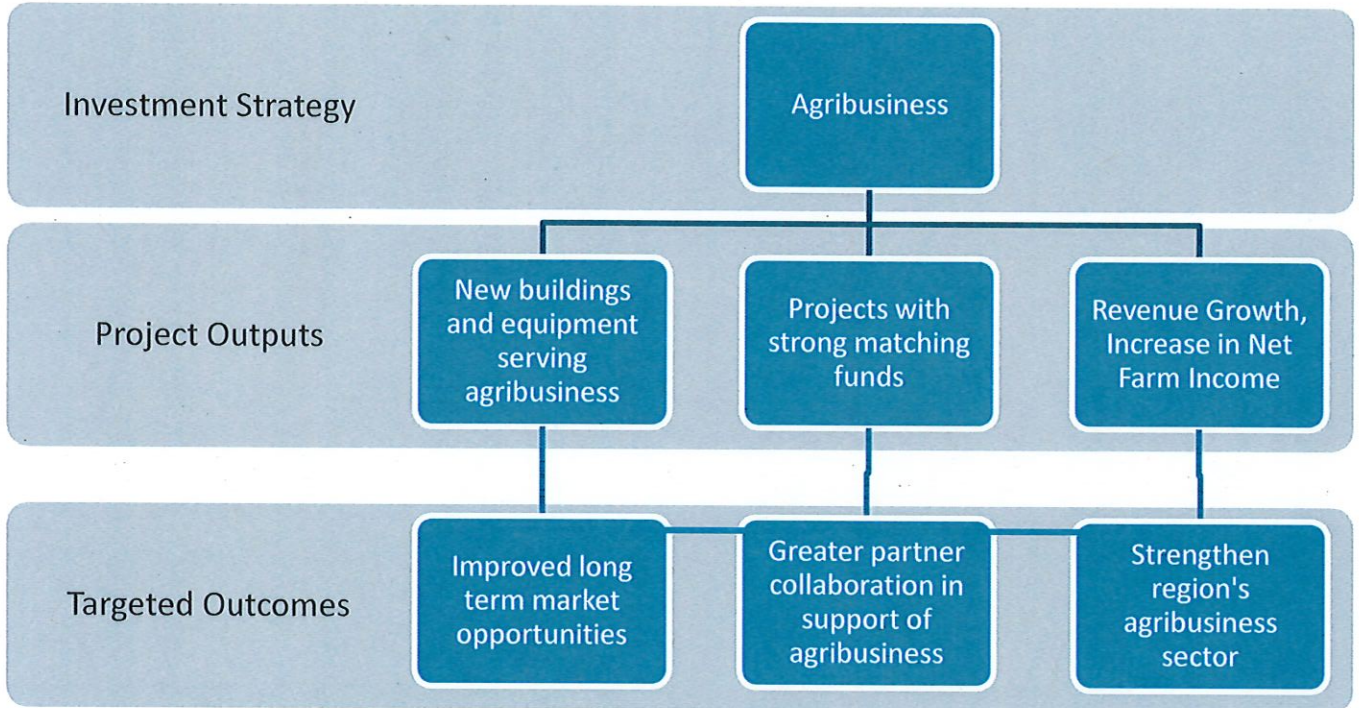 Investment Strategy
Agribusiness
Project Outputs
New buildings
and equipment
serving
agribusiness
Projects with
strong matching
funds
Revenue Growth,
Increase in Net
Farm Income
Targeted Outcomes
Improved long
term market
opportunities
Greater partner
collaboration in
support of
agribusiness
Strengthen
region's
agribusiness
sector